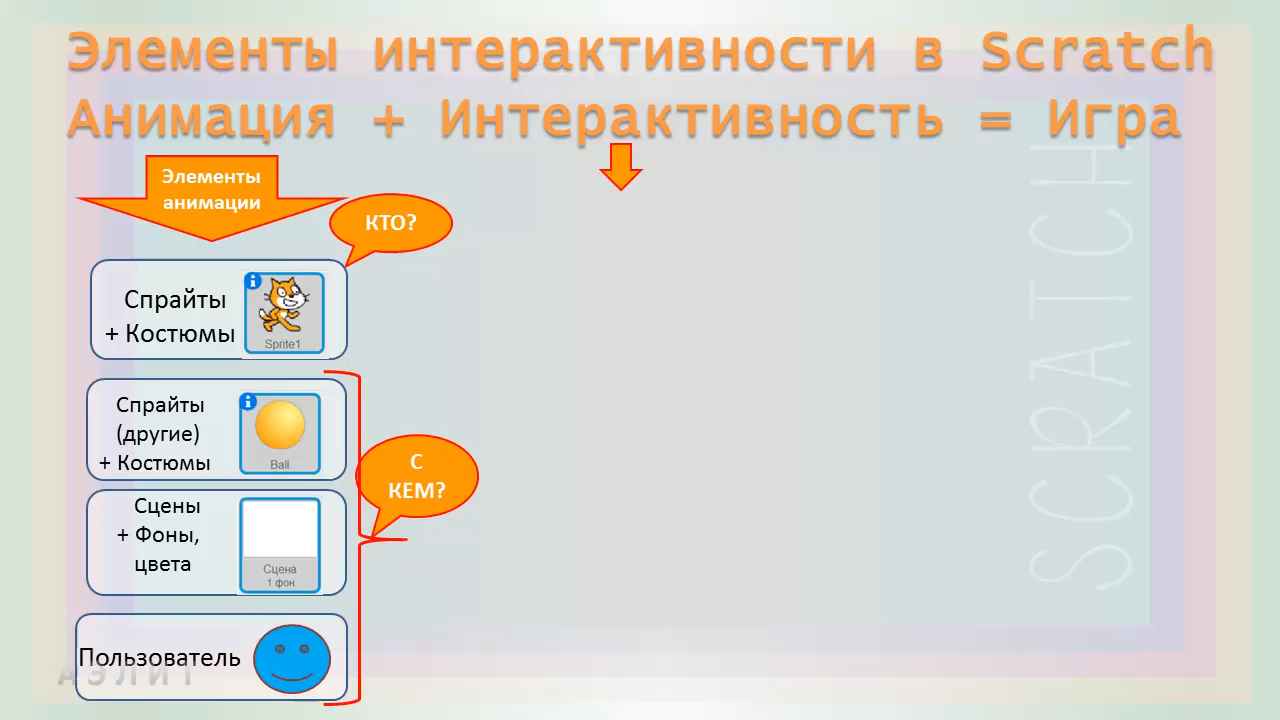 Элементы интерактивности в Scratch
Анимация + Интерактивность = Игра
Элементы
анимации
КТО?
Спрайты
+ Костюмы
Sprite1
Спрайты
(другие)
+ Костюмы
Ball
С
КЕМ?
Сцены
+ Фоны,
цвета
Сцена
1 фон
Пользователь
АЭЛИТ
SCRATCH